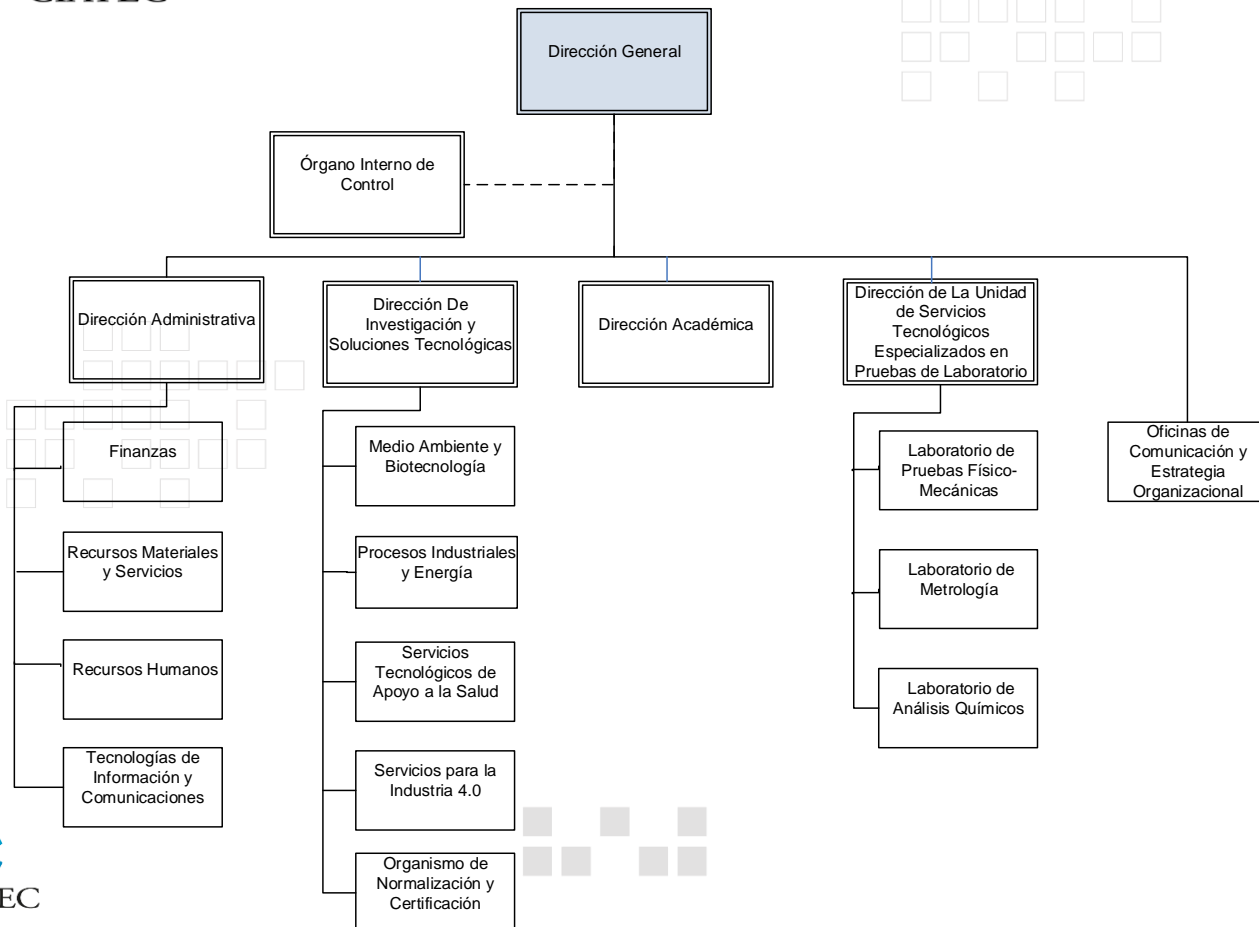 Dirección General
Órgano Interno de
Control
Dirección Administrativa
Dirección De
Investigación y
Soluciones Tecnológicas
Dirección Académica
Dirección de La Unidad
de Servicios
Tecnológicos
Especializados en
Pruebas de Laboratorio
Oficinas de
Comunicación y
Estrategia
Organizacional
Finanzas
Recursos Materiales
y Servicios
Recursos Humanos
Tecnologías de
Información y
Comunicaciones
Medio Ambiente y
Biotecnología
Procesos Industriales
y Energía
Servicios
Tecnológicos de
Apoyo a la Salud
Servicios para la
Industria 4.0
Organismo de
Normalización y
Certificación
Laboratorio de
Pruebas Físico-
Mecánicas
Laboratorio de
Metrología
Laboratorio de
Análisis Químicos
EC